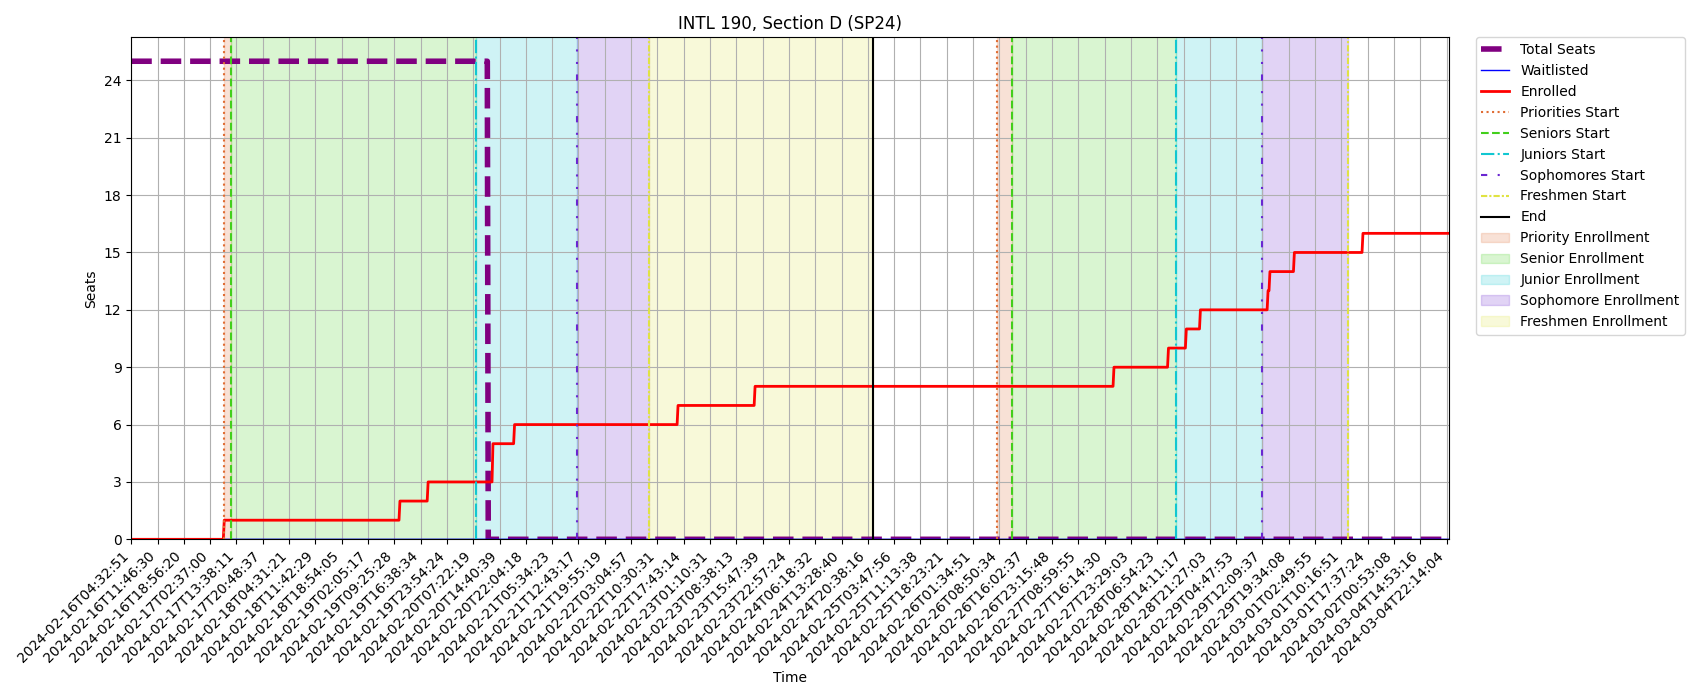 INTL 190, Section D (SP24)
Seats
24
21
18
15
12
9
6
3
0
2024-02-16T04:32:51
2024-02-16T11:46:30
2024-02-16T18:56:20
2024-02-17T02:37:00
2024-02-17T13:38:11
2024-02-17T20:48:37
2024-02-18T04:31:21
2024-02-18T11:42:29
2024-02-18T18:54:05
2024-02-19T02:05:17
2024-02-19T09:25:28
2024-02-19T16:38:34
2024-02-19T23:54:24
2024-02-20T07:22:19
2024-02-20T14:40:39
2024-02-20T22:04:18
2024-02-21T05:34:23
2024-02-21T12:43:17
2024-02-21T19:55:19
2024-02-22T03:04:57
2024-02-22T10:30:31
2024-02-22T17:43:14
2024-02-23T01:10:31
2024-02-23T08:38:13
2024-02-23T15:47:39
2024-02-23T22:57:24
2024-02-24T06:18:32
2024-02-24T13:28:40
2024-02-24T20:38:16
2024-02-25T03:47:56
2024-02-25T11:13:38
2024-02-25T18:23:21
2024-02-26T01:34:51
2024-02-26T08:50:34
2024-02-26T16:02:37
2024-02-26T23:15:48
2024-02-27T08:59:55
2024-02-27T16:14:30
2024-02-27T23:29:03
2024-02-28T06:54:23
2024-02-28T14:11:17
2024-02-28T21:27:03
2024-02-29T04:47:53
2024-02-29T12:09:37
2024-02-29T19:34:08
2024-03-01T02:49:55
2024-03-01T10:16:51
2024-03-01T17:37:24
2024-03-02T00:53:08
2024-03-04T14:53:16
2024-03-04T22:14:04
Time
Total Seats
Waitlisted
Enrolled
Priorities Start
Seniors Start
Juniors Start
Sophomores Start
Freshmen Start
End
Priority Enrollment
Senior Enrollment
Junior Enrollment
Sophomore Enrollment
Freshmen Enrollment